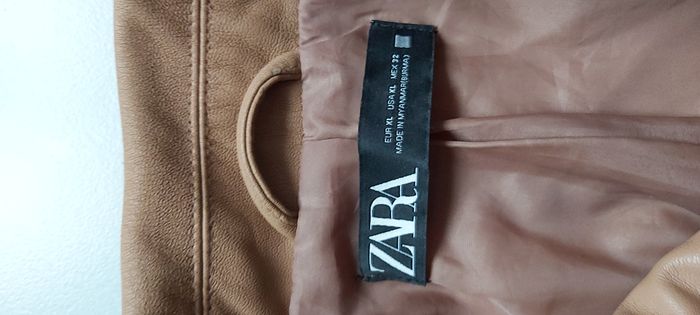 ZARA
EUR XL USA XL MEX 32
MADE IN MYANMAR(BURMA)